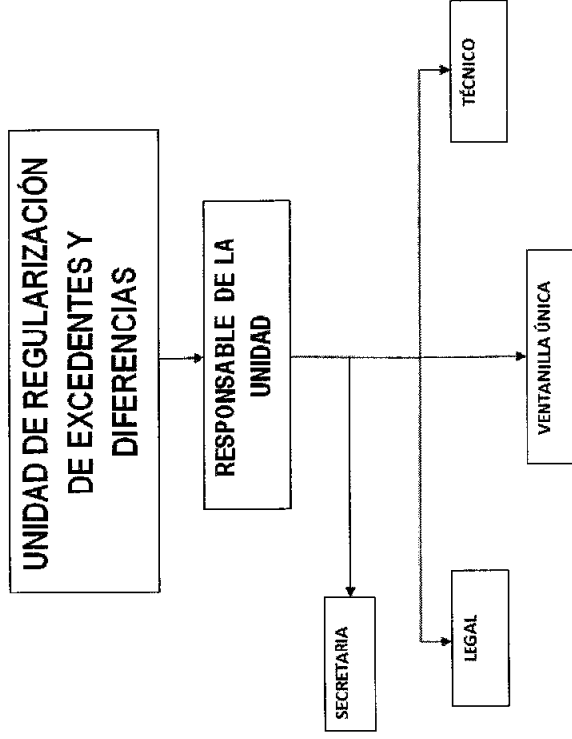 UNIDAD DE REGULARIZACIÓN
DE EXCEDENTES Y
DIFERENCIAS
RESPONSABLE DE LA
UNIDAD
SECRETARIA
LEGAL
TÉCNICO
VENTANILLA ÚNICA